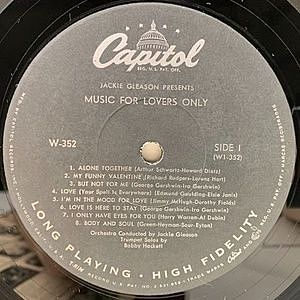 Capitol
REG. U.S. PAT. OFF.
JACKIE GLEASON PRESENTS
MUSIC FOR LOVERS ONLY
W-352
SIDE 1
(W1-352)
1. ALONE TOGETHER (Arthur Schwartz-Howard Dietz)
2. MY FUNNY VALENTINE (Richard Rodgers-Lorenz Hart)
3. BUT NOT FOR ME (George Gershwin-Ira Gershwin)
4. LOVE (Your Spell Is Everywhere) (Edmund Goulding-Elsie Janis)
5. I'M IN THE MOOD FOR LOVE (Jimmy McHugh-Dorothy Fields)
6. LOVE IS HERE TO STAY (George Gershwin-Ira Gershwin)
7. I ONLY HAVE EYES FOR YOU (Harry Warren-Al Dubin)
8. BODY AND SOUL (Green-Heyman-Sour-Eyton)
Orchestra Conducted by Jackie Gleason
Trumpet Solos by
Bobby Hackett
LONG PLAYING • HIGH FIDELITY